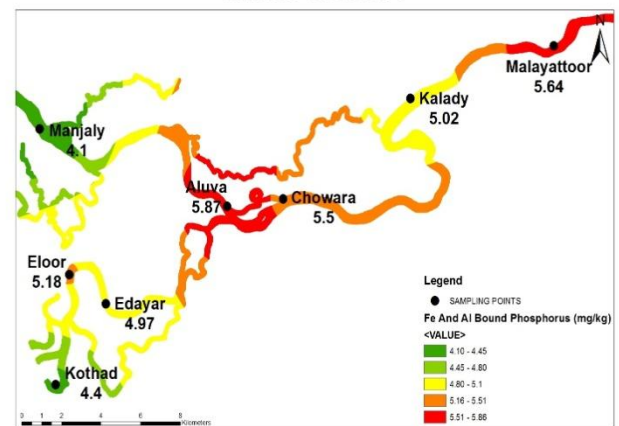 N
Malayattoor
5.64
Kalady
5.02
Manjaly
4.1
Aluva
5.87
Chowara
5.5
Eloor
5.18
Edayar
4.97
Kothad
4.4
Legend
SAMPLING POINTS
Fe And Al Bound Phosphorus (mg/kg)
<VALUE>
4.10 - 4.45
4.45 - 4.80
4.80 - 5.1
5.16 - 5.51
5.51 - 5.86
0 1 2 4 6 8
Kilometers